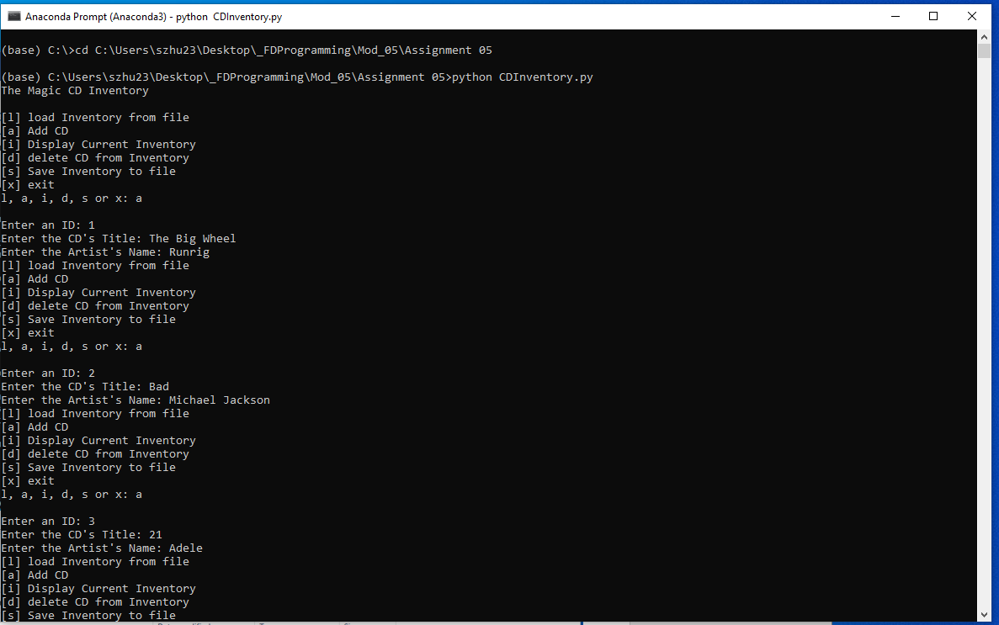 Anaconda Prompt (Anaconda3) - python  CDInventory.py
(base) C:\>cd C:\Users\szhu23\Desktop\_FDProgramming\Mod_05\Assignment 05
(base) C:\Users\szhu23\Desktop\_FDProgramming\Mod_05\Assignment 05>python CDInventory.py
The Magic CD Inventory
[l] load Inventory from file
[a] Add CD
[i] Display Current Inventory
[d] delete CD from Inventory
[s] Save Inventory to file
[x] exit
l, a, i, d, s or x: a
Enter an ID: 1
Enter the CD's Title: The Big Wheel
Enter the Artist's Name: Runrig
[l] load Inventory from file
[a] Add CD
[i] Display Current Inventory
[d] delete CD from Inventory
[s] Save Inventory to file
[x] exit
l, a, i, d, s or x: a
Enter an ID: 2
Enter the CD's Title: Bad
Enter the Artist's Name: Michael Jackson
[l] load Inventory from file
[a] Add CD
[i] Display Current Inventory
[d] delete CD from Inventory
[s] Save Inventory to file
[x] exit
l, a, i, d, s or x: a
Enter an ID: 3
Enter the CD's Title: 21
Enter the Artist's Name: Adele
[l] load Inventory from file
[a] Add CD
[i] Display Current Inventory
[d] delete CD from Inventory
[s] Save Inventory to file